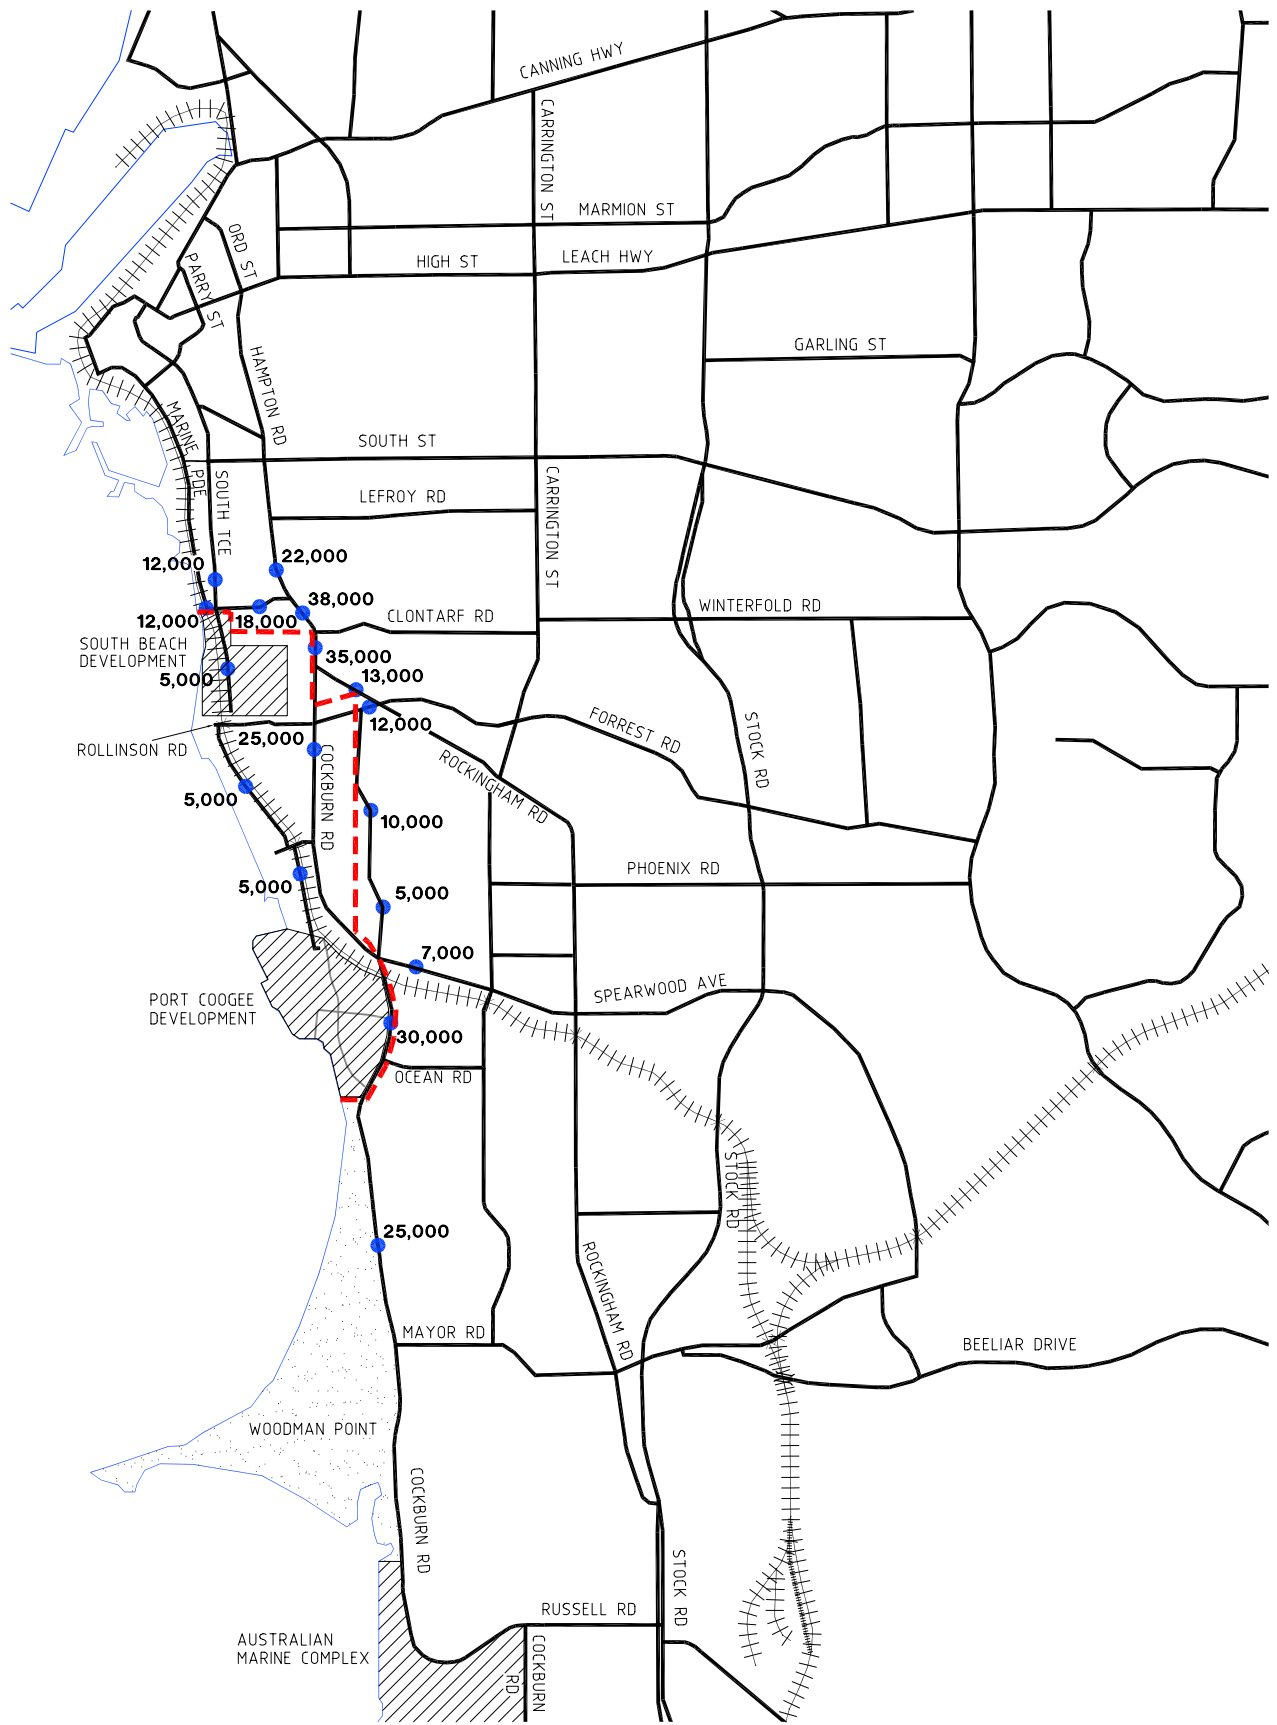 CANNING HWY
CARRINGTON ST
MARMION ST
ORD ST
HIGH ST
LEACH HWY
PARRY ST
GARLING ST
HAMPTON RD
MARINE PDE
SOUTH ST
SOUTH TCE
LEFROY RD
CARRINGTON ST
22,000
12,000
38,000
WINTERFOLD RD
CLONTARF RD
12,000
18,000
SOUTH BEACH
DEVELOPMENT
35,000
13,000
5,000
12,000
FORREST RD
STOCK RD
25,000
ROLLINSON RD
COCKBURN RD
ROCKINGHAM RD
5,000
10,000
PHOENIX RD
5,000
5,000
7,000
SPEARWOOD AVE
PORT COOGEE
DEVELOPMENT
30,000
OCEAN RD
STOCK RD
25,000
ROCKINGHAM RD
MAYOR RD
BEELIAR DRIVE
WOODMAN POINT
COCKBURN RD
STOCK RD
RUSSELL RD
AUSTRALIAN
MARINE COMPLEX
COCKBURN
RD